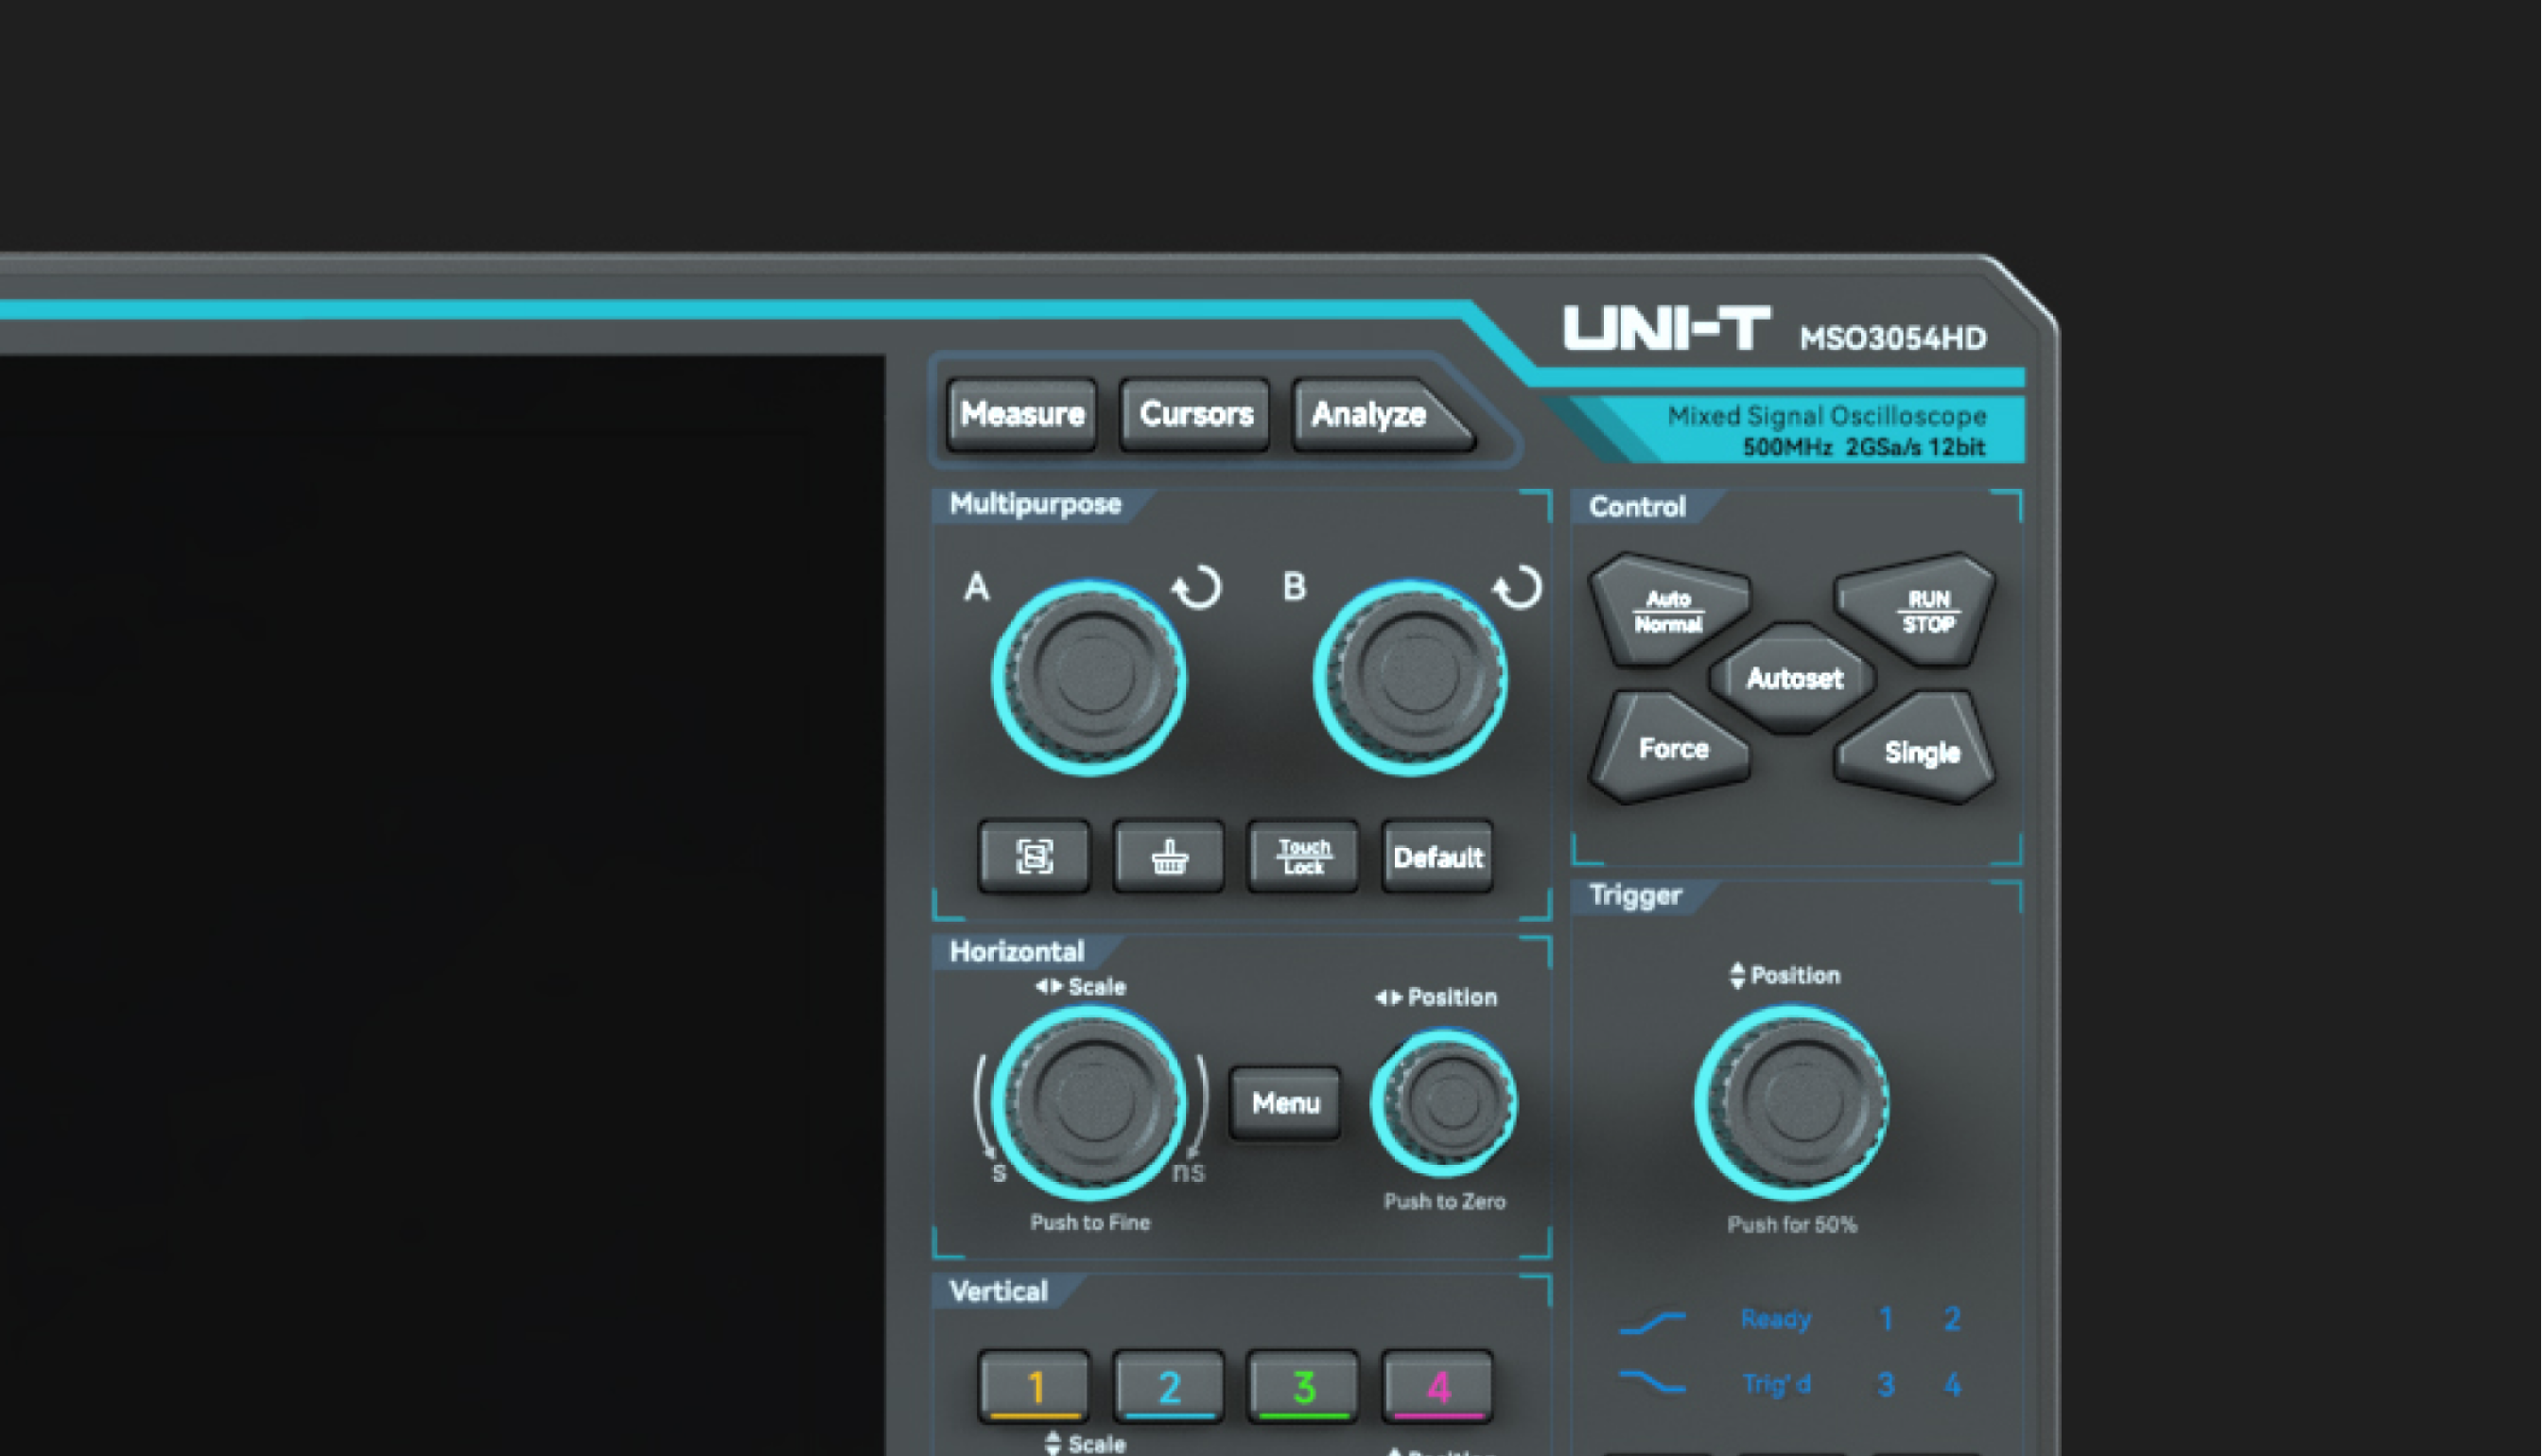 UNI-T MSO3054HD
Mixed Signal Oscilloscope
500MHz 2GSa/s 12bit
Measure Cursors Analyze
Multipurpose
A B
Touch
Lock
Default
Control
Auto
Normal
RUN
STOP
Autoset
Force Single
Horizontal
Scale
Position
s ns
Menu
Push to Fine
Push to Zero
Trigger
Position
Push for 50%
Ready 1 2
Trig'd 3 4
Vertical
1 2 3 4
Scale
Position